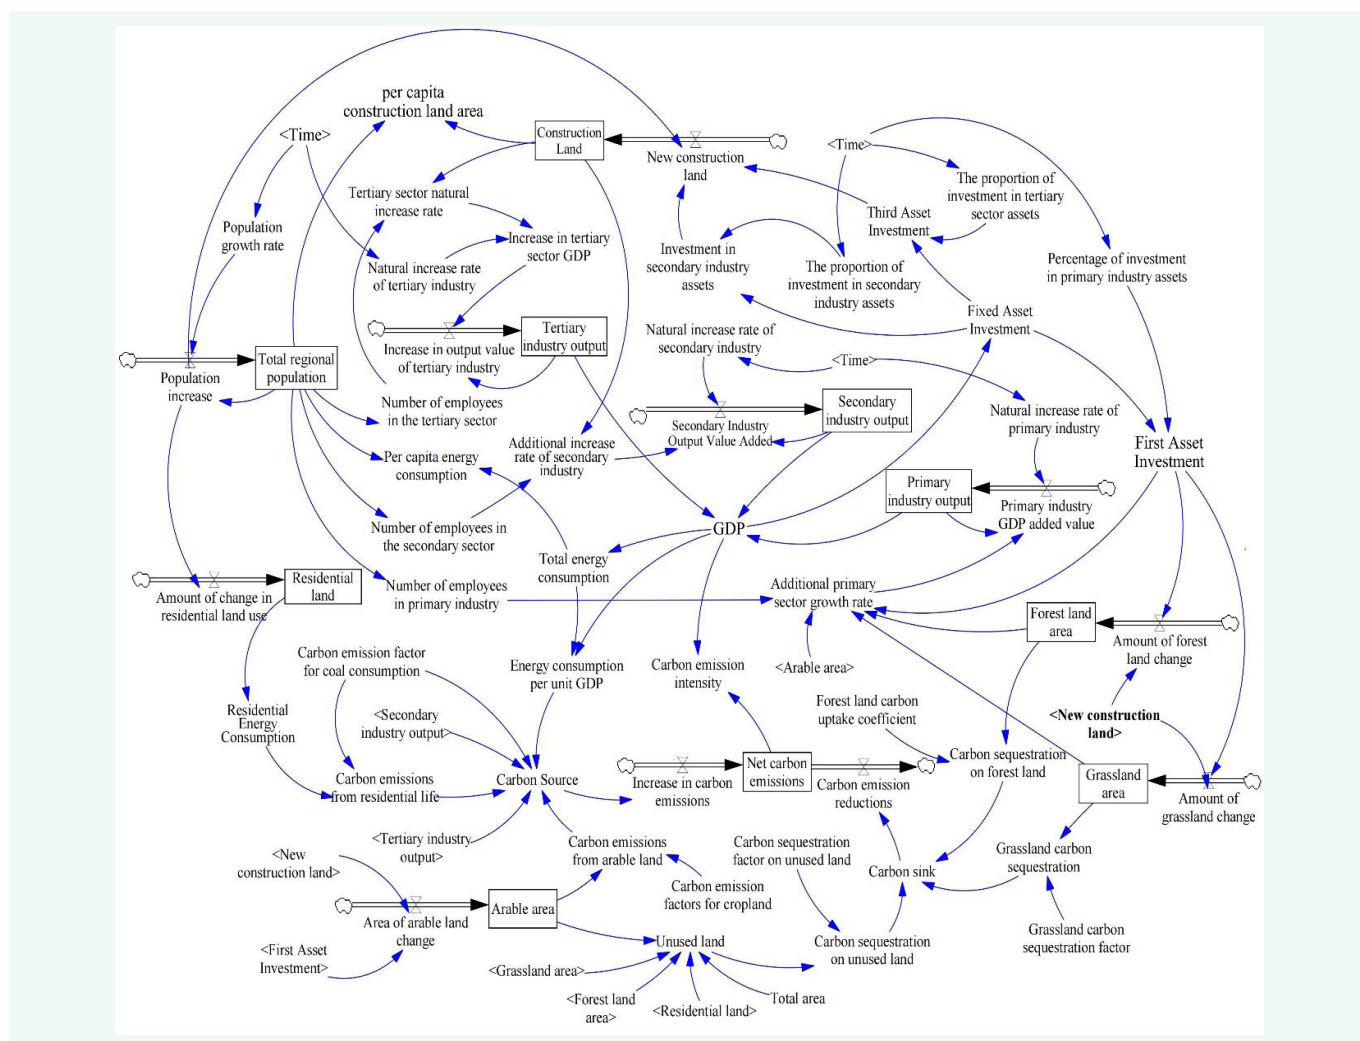 per capita
construction land area
<Time>
Construction
Land
New construction
land
<Time>
The proportion of
investment in tertiary
sector assets
Tertiary sector natural
increase rate
Population
growth rate
Third Asset
Investment
Increase in tertiary
sector GDP
Investment in
secondary industry
assets
Natural increase rate
of tertiary industry
The proportion of
investment in secondary
industry assets
Percentage of investment
in primary industry assets
Fixed Asset
Investment
Tertiary
industry output
Natural increase rate of
secondary industry
Increase in output value
of tertiary industry
Total regional
population
Population
increase
<Time>
Number of employees
in the tertiary sector
Secondary
industry output
Secondary Industry
Output Value Added
Natural increase rate of
primary industry
First Asset
Investment
Additional increase
rate of secondary
industry
Per capita energy
consumption
Primary
industry output
Primary industry
GDP added value
Number of employees in
the secondary sector
GDP
Total energy
consumption
Residential
land
Amount of change in
residential land use
Number of employees
in primary industry
Additional primary
sector growth rate
Forest land
area
Amount of forest
land change
Carbon emission factor
for coal consumption
Energy consumption
per unit GDP
Carbon emission
intensity
<Arable area>
Forest land carbon
uptake coefficient
<New construction
land>
Residential
Energy
Consumption
<Secondary
industry output>
Carbon sequestration
on forest land
Net carbon
emissions
Increase in carbon
emissions
Carbon emission
reductions
Grassland
area
Amount of
grassland change
Carbon emissions
from residential life
Carbon Source
<Tertiary industry
output>
Carbon emissions
from arable land
Carbon sequestration
factor on unused land
Grassland carbon
sequestration
Carbon sink
<New
construction land>
Carbon emission
factors for cropland
Arable area
Area of arable land
change
Unused land
Carbon sequestration
on unused land
Grassland carbon
sequestration factor
<First Asset
Investment>
<Grassland area>
<Forest land
area>
<Residential land>
Total area